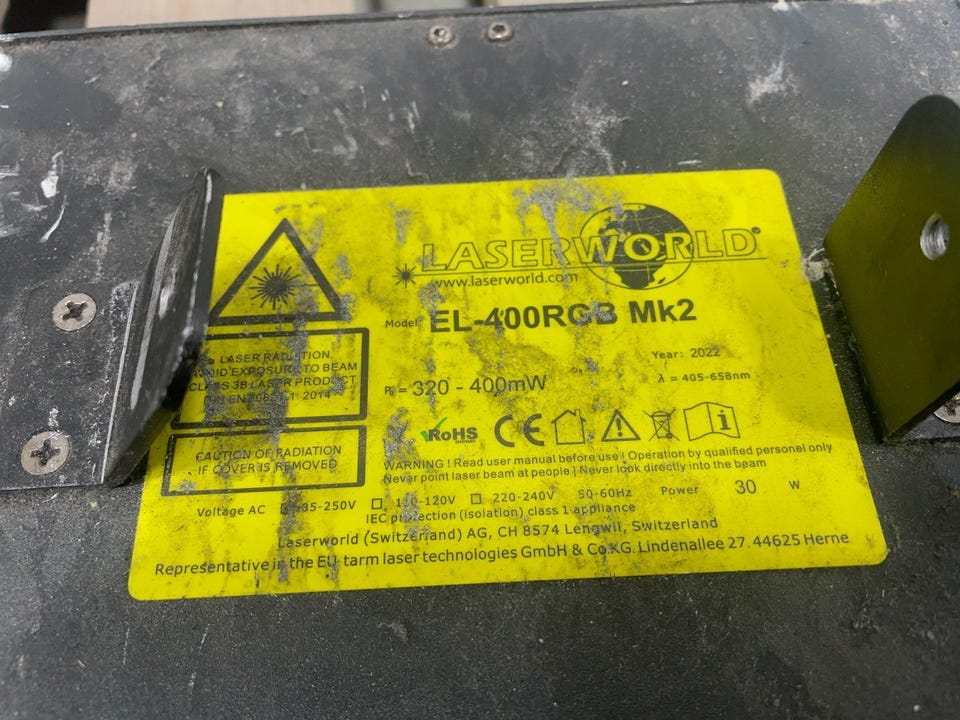 LASERWORLD
www.laserworld.com
Model: EL-400RGB Mk2
Year: 2022
LASER RADIATION
AVOID EXPOSURE TO BEAM
CLASS 3B LASER PRODUCT
2014
P = 320 - 400mW
λ = 405-658nm
RoHS CE i
CAUTION OF RADIATION
IF COVER IS REMOVED
WARNING ! Read user manual before use ! Operation by qualified personel only
Never point laser beam at people ! Never look directly into the beam
Voltage AC 85-250V 110-120V 220-240V 50-60Hz Power 30 W
IEC protection (isolation) class 1 appliance
Laserworld (Switzerland) AG, CH 8574 Lengwil, Switzerland
Representative in the EU: tarm laser technologies GmbH & Co.KG. Lindenallee 27. 44625 Herne